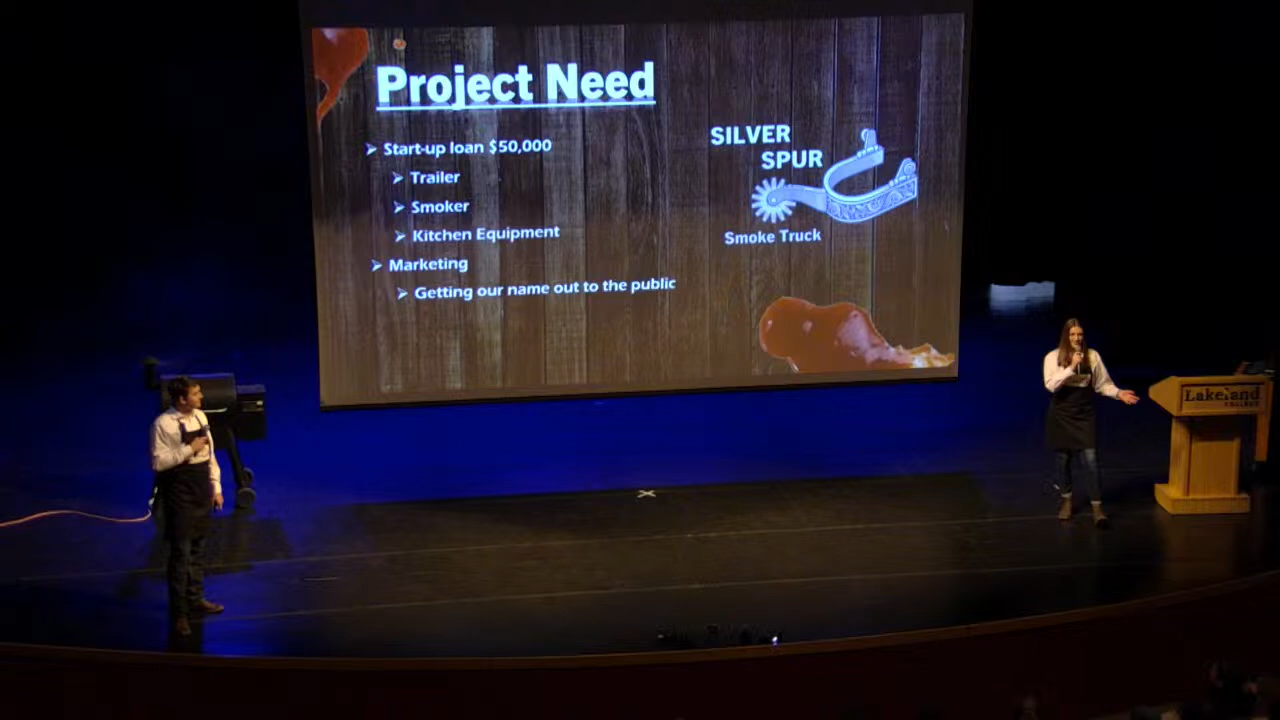 Project Need
➢ Start-up loan $50,000
➢ Trailer
➢ Smoker
➢ Kitchen Equipment
➢ Marketing
➢ Getting our name out to the public
SILVER
SPUR
Smoke Truck
Lakeland
COLLEGE